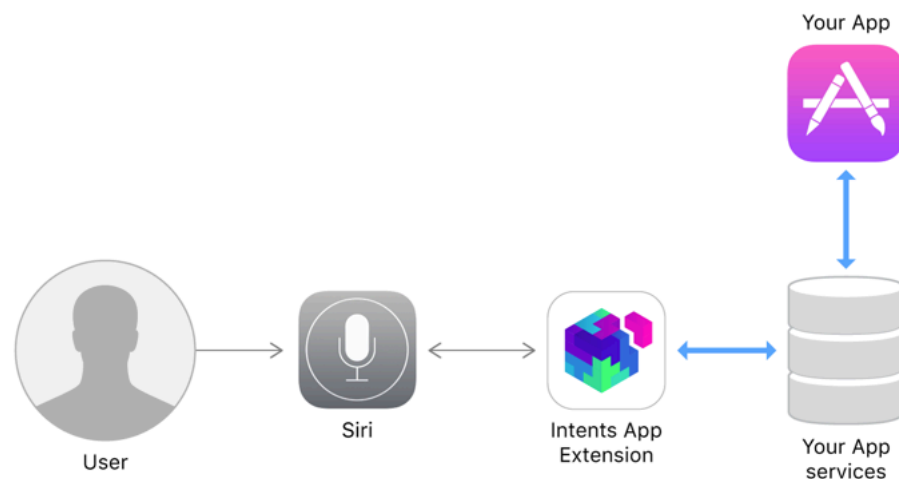 Your App
User
Siri
Intents App
Extension
Your App
services